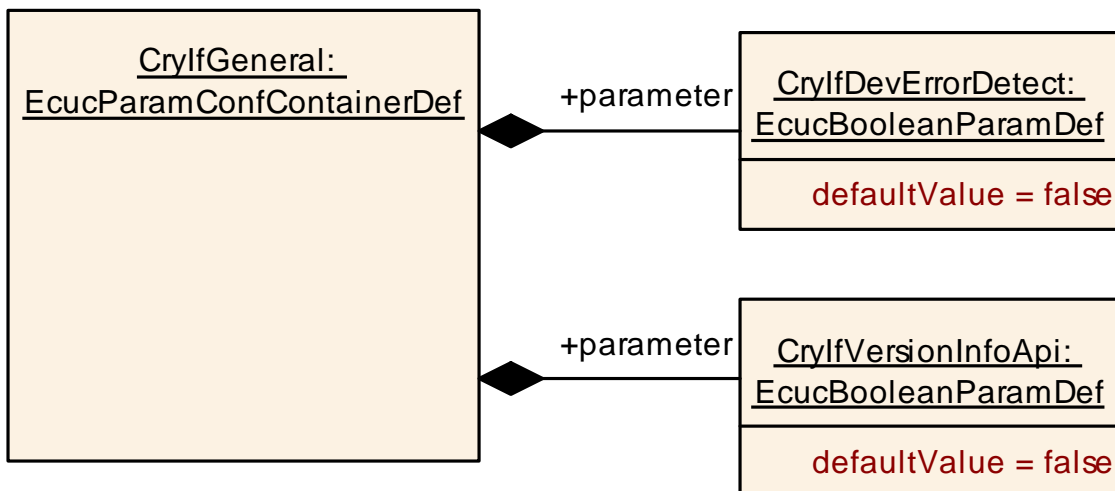 CryIfGeneral:
EcucParamConfContainerDef
+parameter
CryIfDevErrorDetect:
EcucBooleanParamDef
defaultValue = false
+parameter
CryIfVersionInfoApi:
EcucBooleanParamDef
defaultValue = false